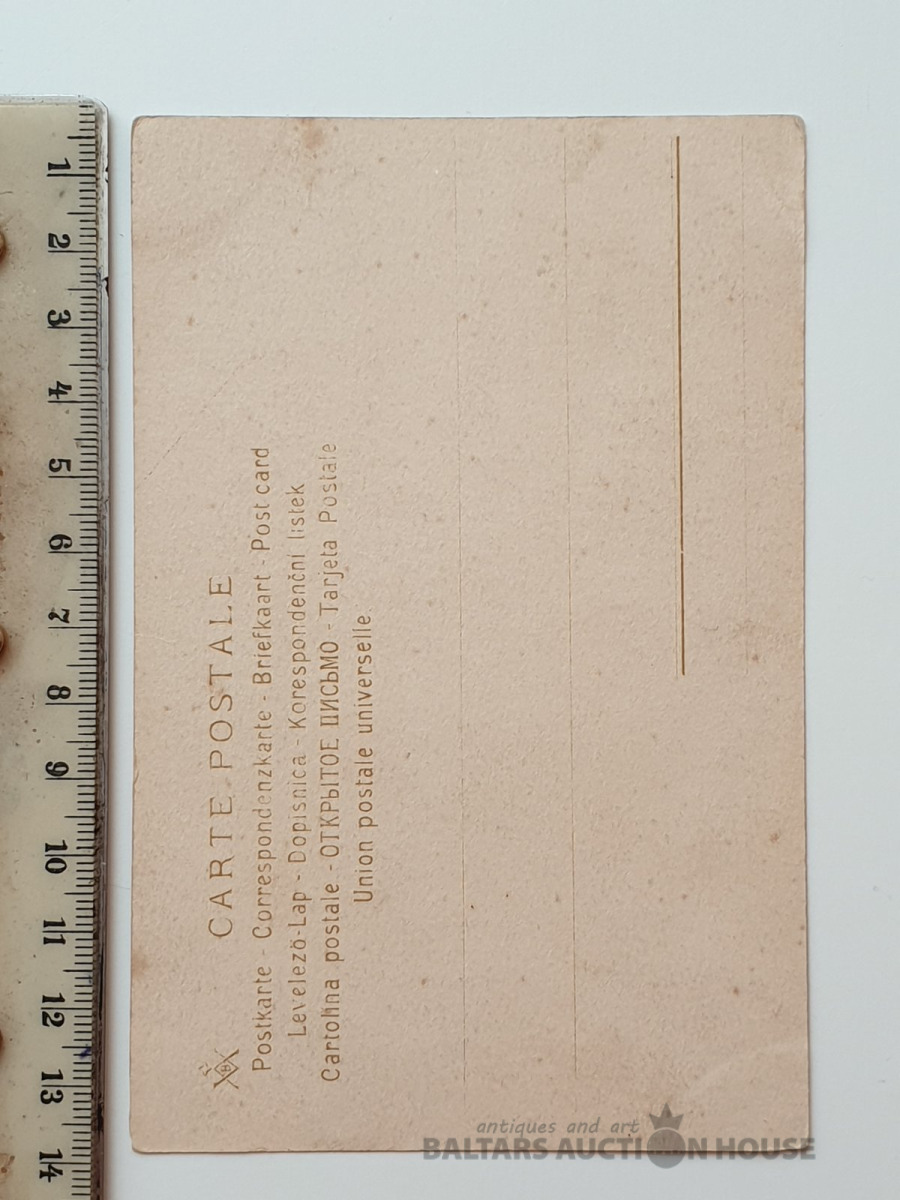 CARTE POSTALE
Postkarte - Correspondenzkarte - Briefkaart - Post card
Levelező-Lap - Dopisnica - Korespondenčni listek
Cartolina postale - ОТКРЫТОЕ ПИСЬМО - Tarjeta Postale
Union postale universelle.
1
2
3
4
5
6
7
8
9
10
11
12
13
14
antiques and art
BALTARS AUCTION HOUSE